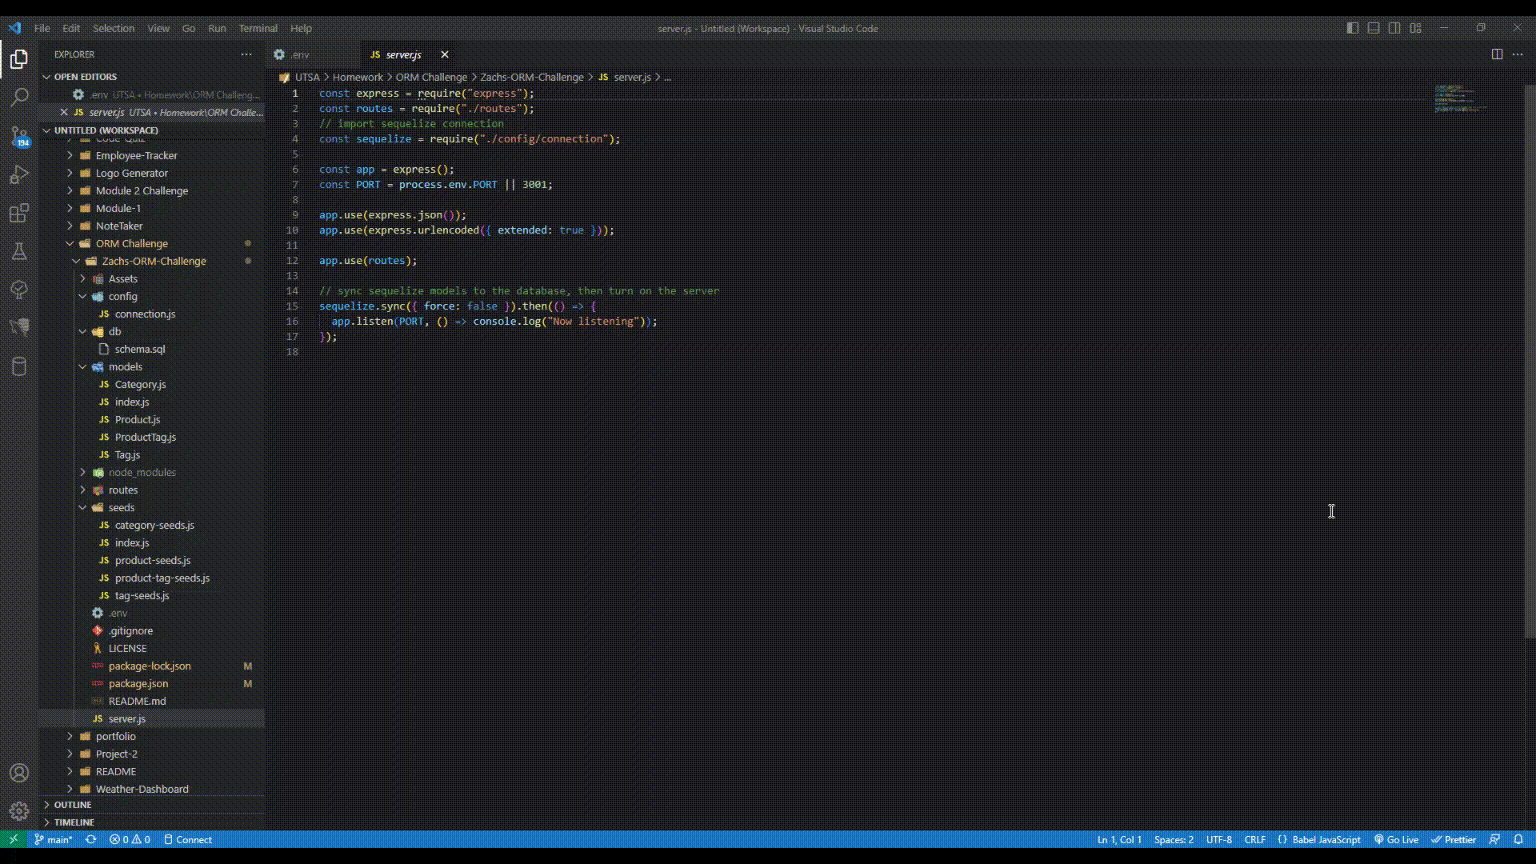 File Edit Selection View Go Run Terminal Help
server.js - Untitled (Workspace) - Visual Studio Code
EXPLORER
OPEN EDITORS
.env UTSA • Homework\ORM Challeng...
server.js UTSA • Homework\ORM Challe...
UNTITLED (WORKSPACE)
Code-Quiz
Employee-Tracker
Logo Generator
Module 2 Challenge
Module-1
NoteTaker
ORM Challenge
Zachs-ORM-Challenge
Assets
config
connection.js
db
schema.sql
models
JS Category.js
JS index.js
JS Product.js
JS ProductTag.js
JS Tag.js
node_modules
routes
seeds
JS category-seeds.js
JS index.js
JS product-seeds.js
JS product-tag-seeds.js
JS tag-seeds.js
.env
.gitignore
LICENSE
package-lock.json M
package.json M
README.md
JS server.js
portfolio
Project-2
README
Weather-Dashboard
OUTLINE
TIMELINE
194
.env
JS server.js
UTSA > Homework > ORM Challenge > Zachs-ORM-Challenge > JS server.js > ...
1 const express = require("express");
2 const routes = require("./routes");
3 // import sequelize connection
4 const sequelize = require("./config/connection");
5
6 const app = express();
7 const PORT = process.env.PORT || 3001;
8
9 app.use(express.json());
10 app.use(express.urlencoded({ extended: true }));
11
12 app.use(routes);
13
14 // sync sequelize models to the database, then turn on the server
15 sequelize.sync({ force: false }).then(() => {
16 app.listen(PORT, () => console.log("Now listening"));
17 });
18
main* 0 0 Connect
Ln 1, Col 1 Spaces: 2 UTF-8 CRLF { } Babel JavaScript Go Live Prettier